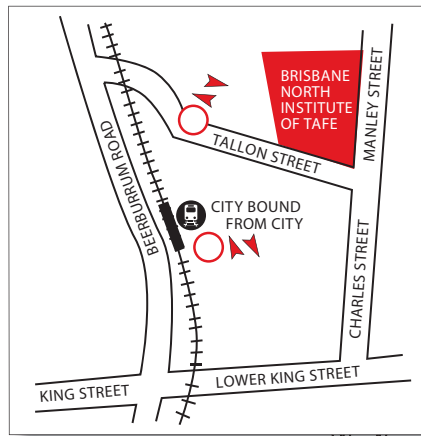 BRISBANE
NORTH
INSTITUTE
OF TAFE
MANLEY STREET
TALLON STREET
BEERBURRUM ROAD
CITY BOUND
FROM CITY
CHARLES STREET
LOWER KING STREET
KING STREET